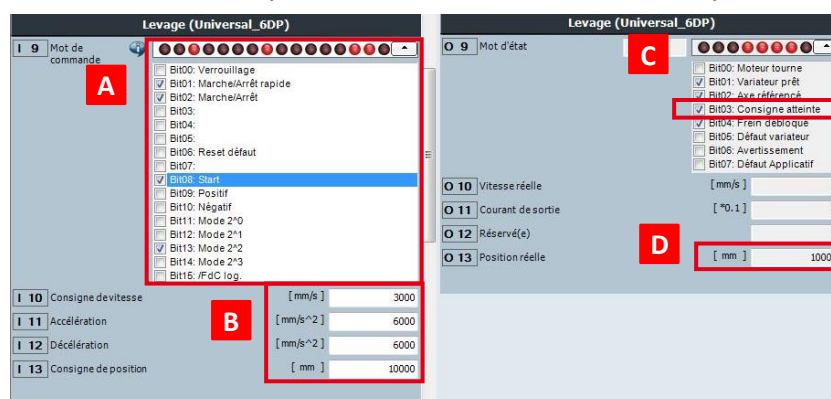 Levage (Universal_6DP)
I 9 Mot de commande
A
Bit00: Verrouillage
Bit01: Marche/Arrêt rapide
Bit02: Marche/Arrêt
Bit03:
Bit04:
Bit05:
Bit06: Reset défaut
Bit07:
Bit08: Start
Bit09: Positif
Bit10: Négatif
Bit11: Mode 2^0
Bit12: Mode 2^1
Bit13: Mode 2^2
Bit14: Mode 2^3
Bit15: /FdC log.
I 10 Consigne de vitesse [mm/s] 3000
I 11 Accélération [mm/s^2] 6000
B
I 12 Décélération [mm/s^2] 6000
I 13 Consigne de position [ mm ] 10000
Levage (Universal_6DP)
O 9 Mot d'état
C
Bit00: Moteur tourne
Bit01: Variateur prêt
Bit02: Axe référencé
Bit03: Consigne atteinte
Bit04: Frein débloqué
Bit05: Défaut variateur
Bit06: Avertissement
Bit07: Défaut Applicatif
O 10 Vitesse réelle [mm/s]
O 11 Courant de sortie [ *0.1 ]
O 12 Réservé(e)
D
O 13 Position réelle [ mm ] 1000